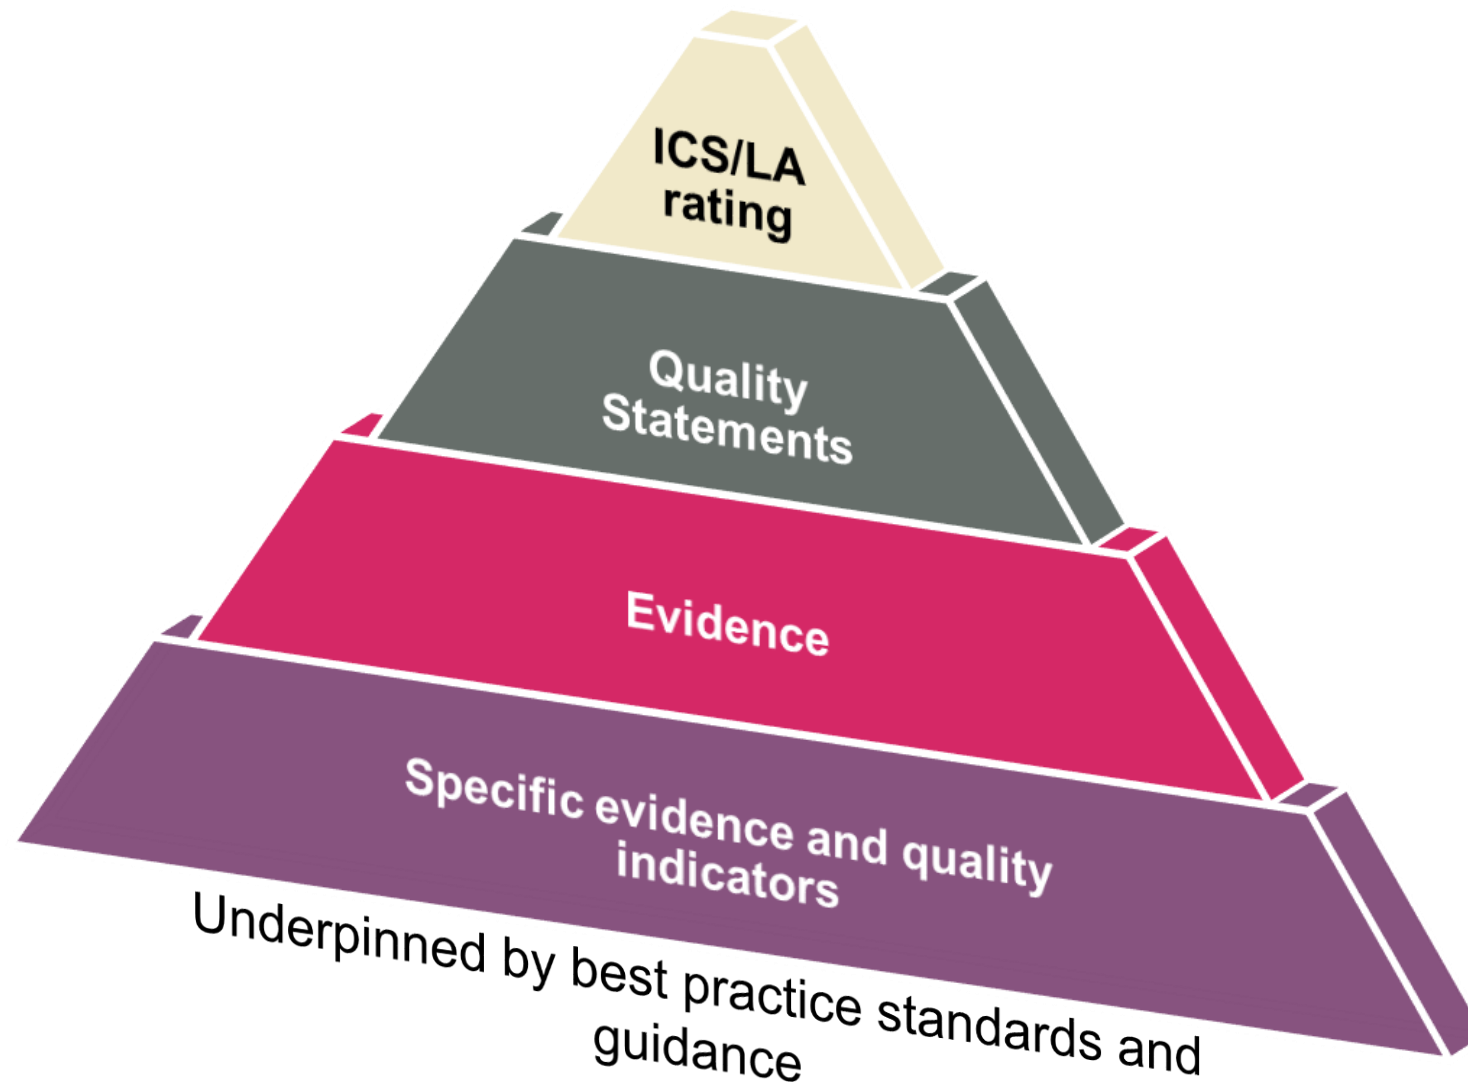 ICS/LA
rating
Quality
Statements
Evidence
Specific evidence and quality
indicators
Underpinned by best practice standards and
guidance